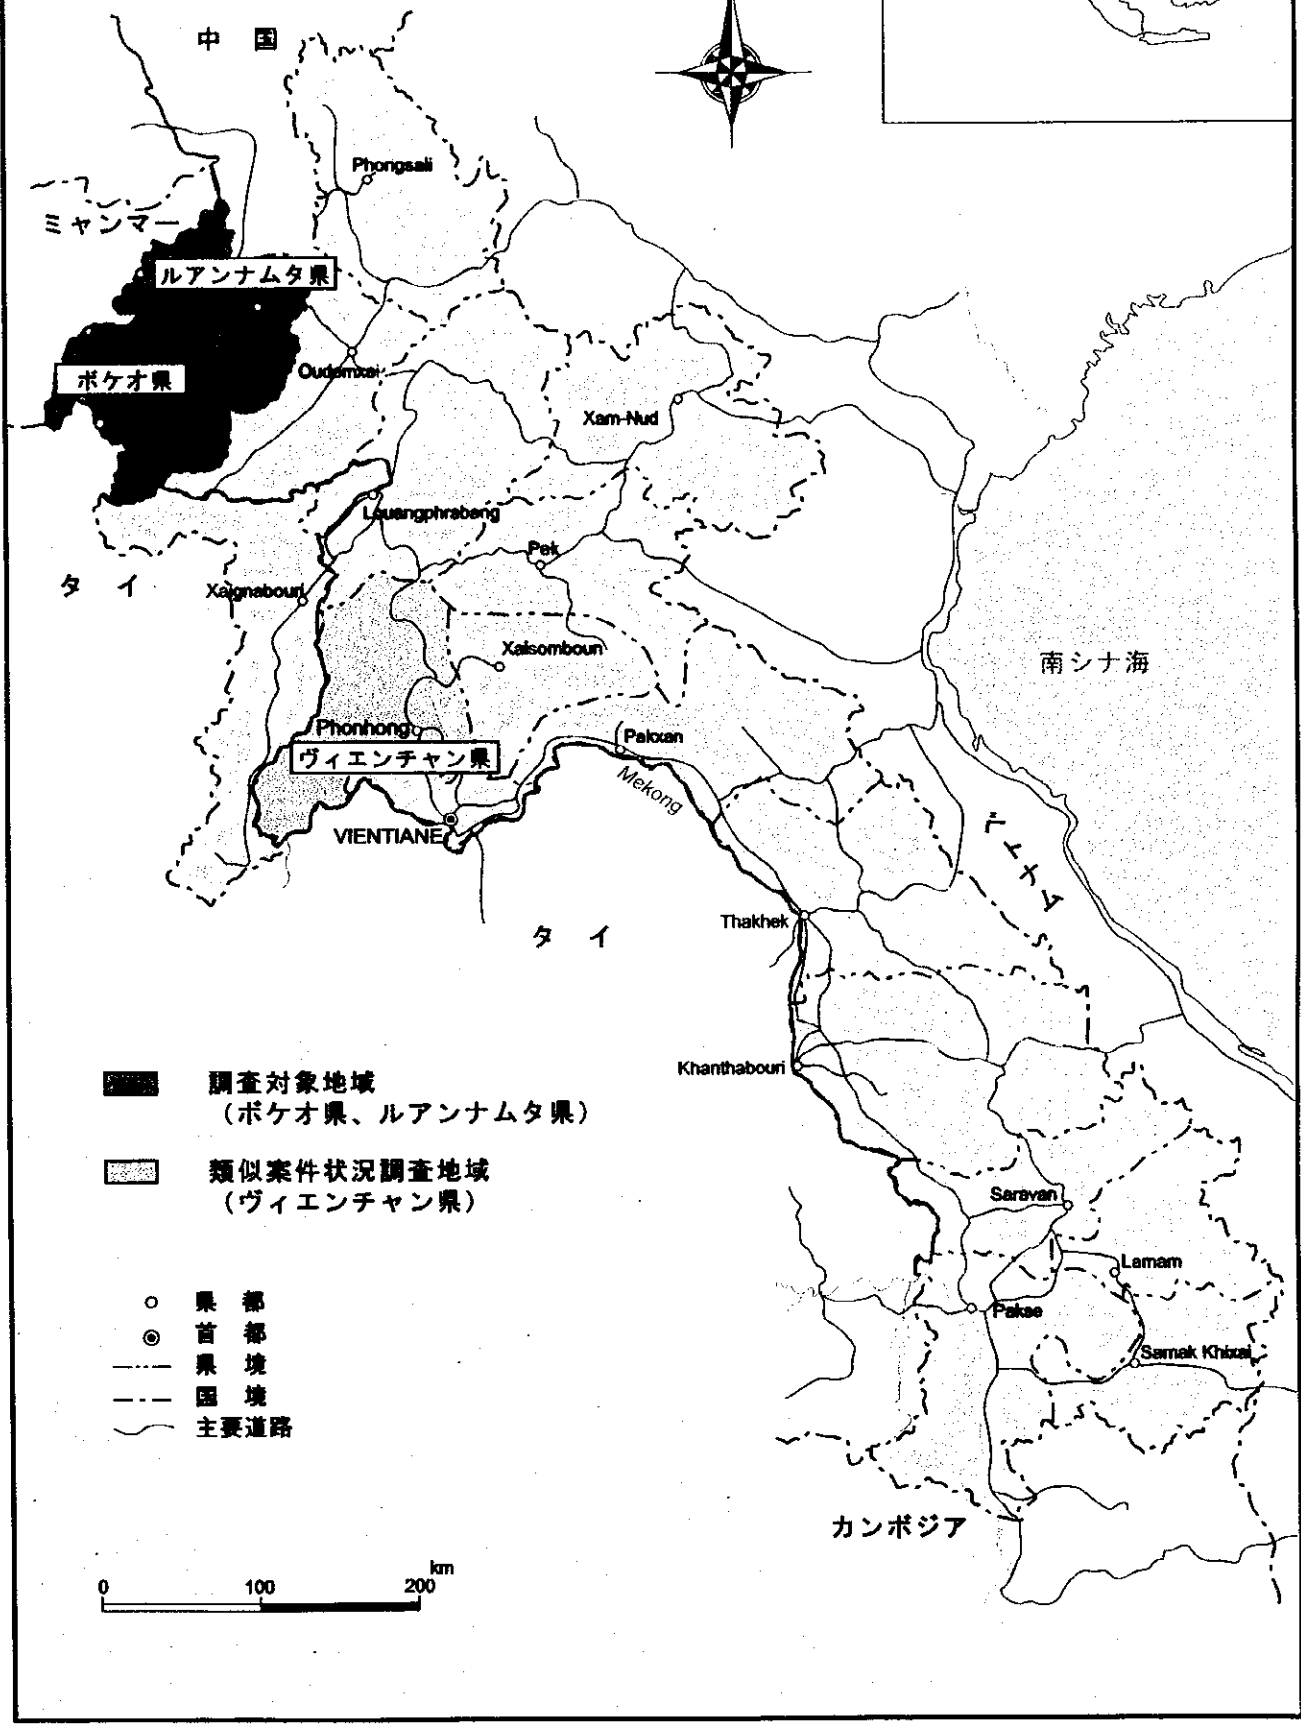 中 国
Phongsali
ミャンマー
ルアンナムタ県
ボケオ県
Oudomxai
Xam-Nud
Louangphrabang
Pek
タ イ
Xaignabouri
Xaisomboun
南シナ海
Phonhong
ヴィエンチャン県
Pakxan
Mekong
VIENTIANE
ヴェトナム
Thakhek
タ イ
Khanthabouri
調査対象地域
(ボケオ県、ルアンナムタ県)
類似案件状況調査地域
(ヴィエンチャン県)
Saravan
Lamam
Pakse
Samak Khixai
県 都
首 都
県 境
国 境
主要道路
カンボジア
km
0 100 200